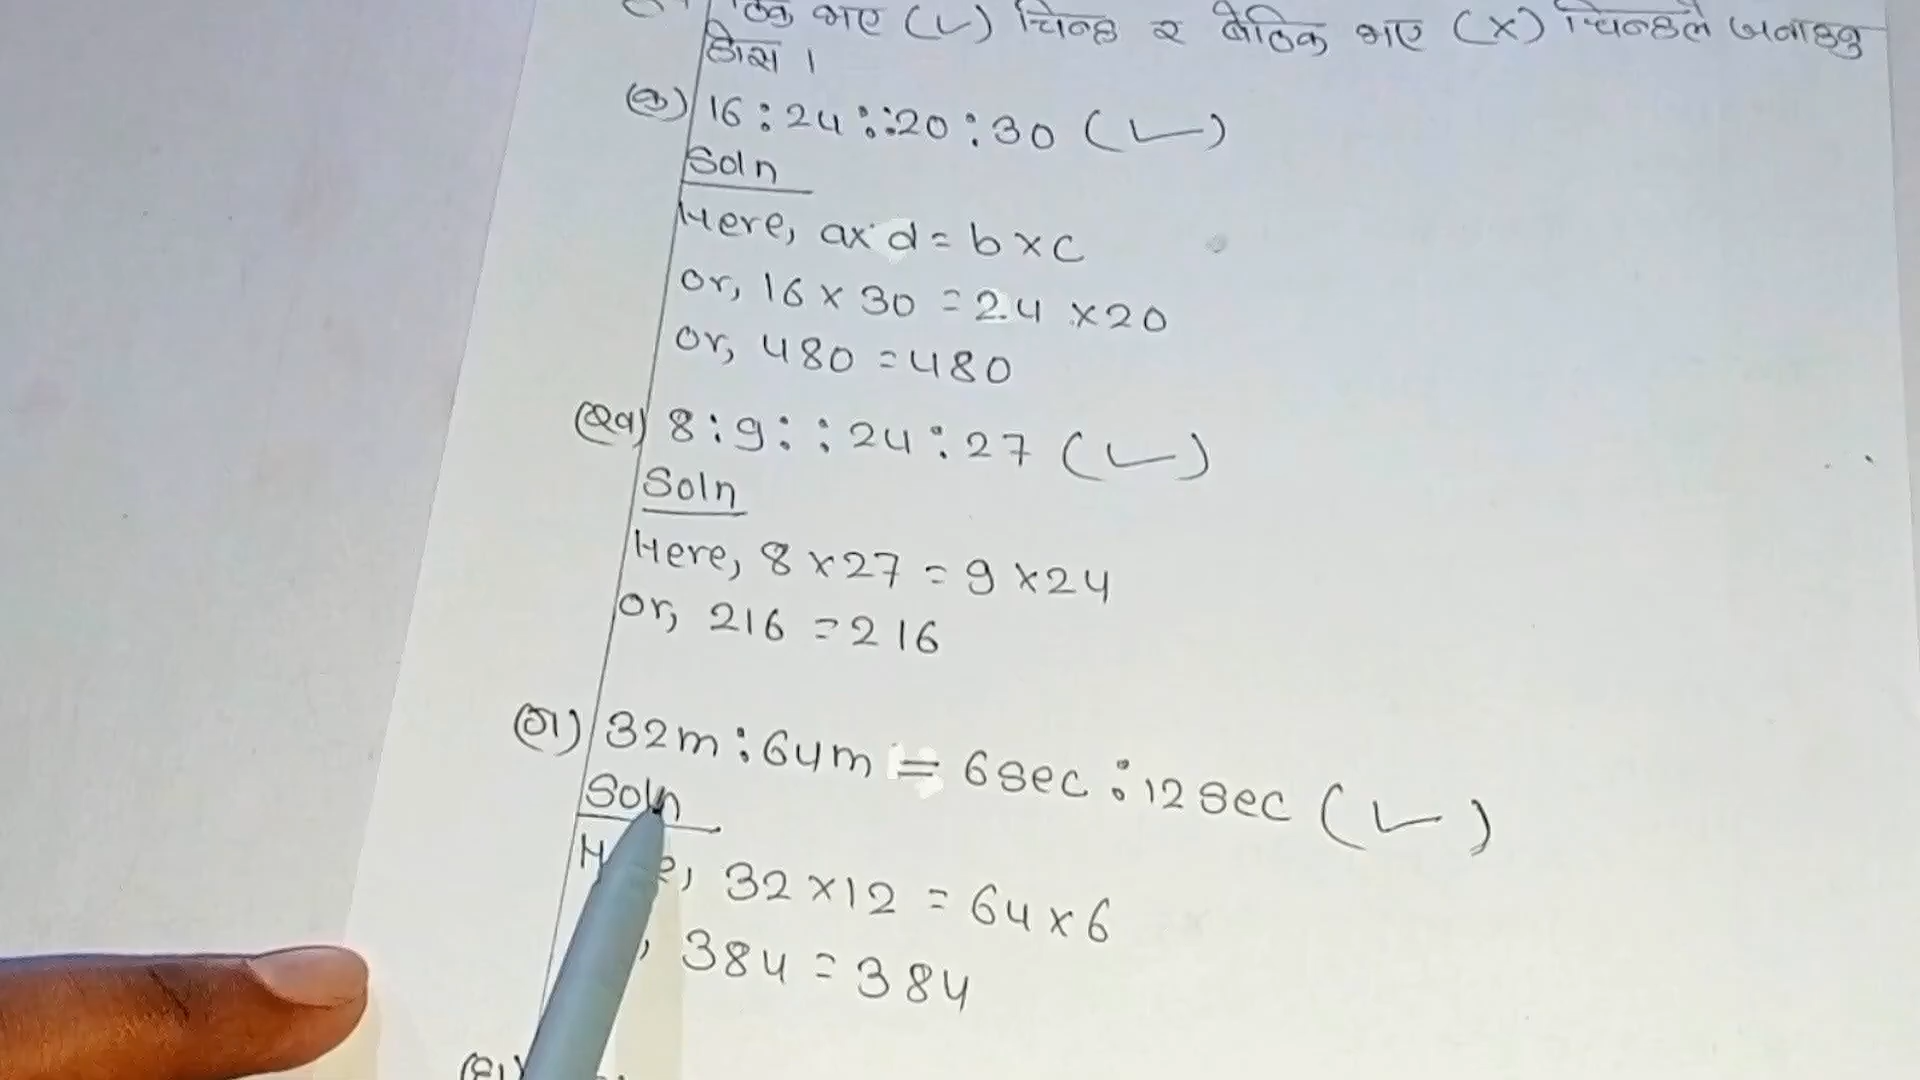 ठिक भए (✓) चिन्ह र बेठिक भए (×) चिन्हले जनाउनु
होस ।
(क) 16 : 24 :: 20 : 30 (✓)
Soln
Here, a×d = b×c
or, 16 × 30 = 24 × 20
or, 480 = 480
(ख) 8 : 9 :: 24 : 27 (✓)
Soln
Here, 8 × 27 = 9 × 24
or, 216 = 216
(ग) 32m : 64m = 6sec : 12sec (✓)
Soln
32 × 12 = 64 × 6
384 = 384